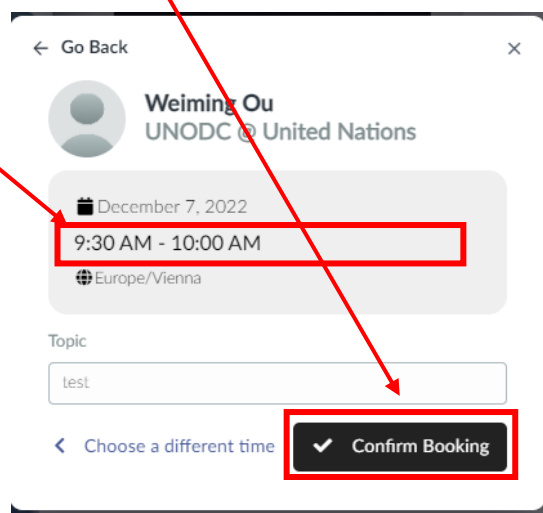 Go Back
Weiming Ou
UNODC @ United Nations
December 7, 2022
9:30 AM - 10:00 AM
Europe/Vienna
Topic
test
Choose a different time
Confirm Booking